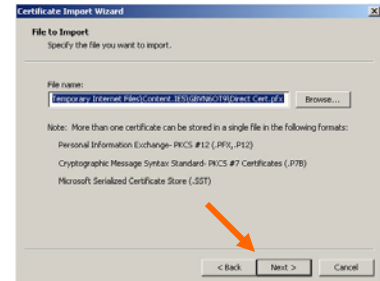 Certificate Import Wizard
File to Import
Specify the file you want to import.
File name:
Temporary Internet Files\Content.IE5\ \Direct Cert.pfx
Browse...
Note: More than one certificate can be stored in a single file in the following formats:
Personal Information Exchange- PKCS #12 (.PFX,.P12)
Cryptographic Message Syntax Standard- PKCS #7 Certificates (.P7B)
Microsoft Serialized Certificate Store (.SST)
< Back
Next >
Cancel